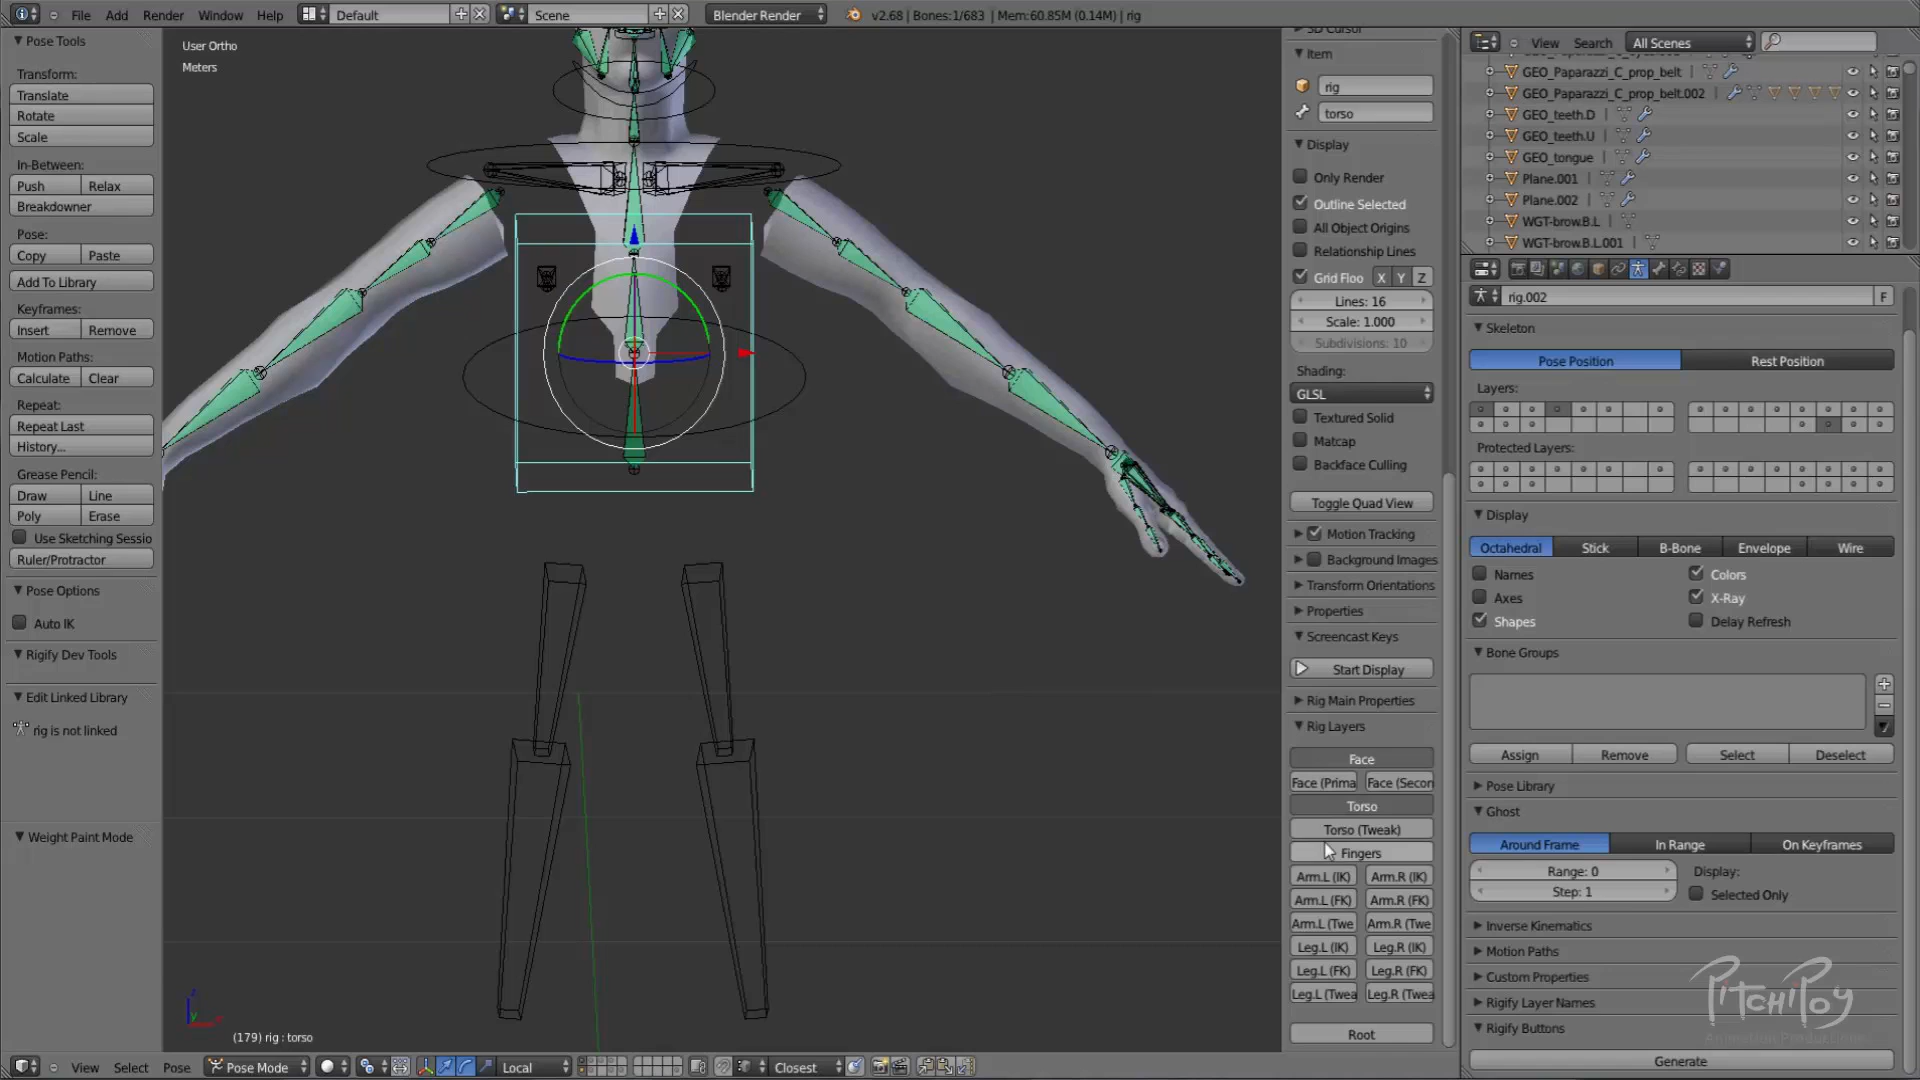 File Add Render Window Help Default Scene Blender Render v2.68 | Bones:1/683 | Mem:60.85M (0.14M) | rig
Pose Tools
Transform:
Translate
Rotate
Scale
In-Between:
Push Relax
Breakdowner
Pose:
Copy Paste
Add To Library
Keyframes:
Insert Remove
Motion Paths:
Calculate Clear
Repeat:
Repeat Last
History...
Grease Pencil:
Draw Line
Poly Erase
Use Sketching Sessio
Ruler/Protractor
Pose Options
Auto IK
Rigify Dev Tools
Edit Linked Library
rig is not linked
Weight Paint Mode
User Ortho
Meters
(179) rig : torso
z
y
View Select Pose Pose Mode Local Closest
3D Cursor
Item
rig
torso
Display
Only Render
Outline Selected
All Object Origins
Relationship Lines
Grid Floo X Y Z
Lines: 16
Scale: 1.000
Subdivisions: 10
Shading:
GLSL
Textured Solid
Matcap
Backface Culling
Toggle Quad View
Motion Tracking
Background Images
Transform Orientations
Properties
Screencast Keys
Start Display
Rig Main Properties
Rig Layers
Face
Face (Prima Face (Secon
Torso
Torso (Tweak)
Fingers
Arm.L (IK) Arm.R (IK)
Arm.L (FK) Arm.R (FK)
Arm.L (Twe Arm.R (Twe
Leg.L (IK) Leg.R (IK)
Leg.L (FK) Leg.R (FK)
Leg.L (Twea Leg.R (Twea
Root
View Search All Scenes
GEO_Paparazzi_C_prop_belt
GEO_Paparazzi_C_prop_belt.002
GEO_teeth.D
GEO_teeth.U
GEO_tongue
Plane.001
Plane.002
WGT-brow.B.L
WGT-brow.B.L.001
rig.002 F
Skeleton
Pose Position Rest Position
Layers:
Protected Layers:
Display
Octahedral Stick B-Bone Envelope Wire
Names Colors
Axes X-Ray
Shapes Delay Refresh
Bone Groups
Assign Remove Select Deselect
Pose Library
Ghost
Around Frame In Range On Keyframes
Range: 0 Display:
Step: 1 Selected Only
Inverse Kinematics
Motion Paths
Custom Properties
Rigify Layer Names
Rigify Buttons
Generate
PitchiPoy